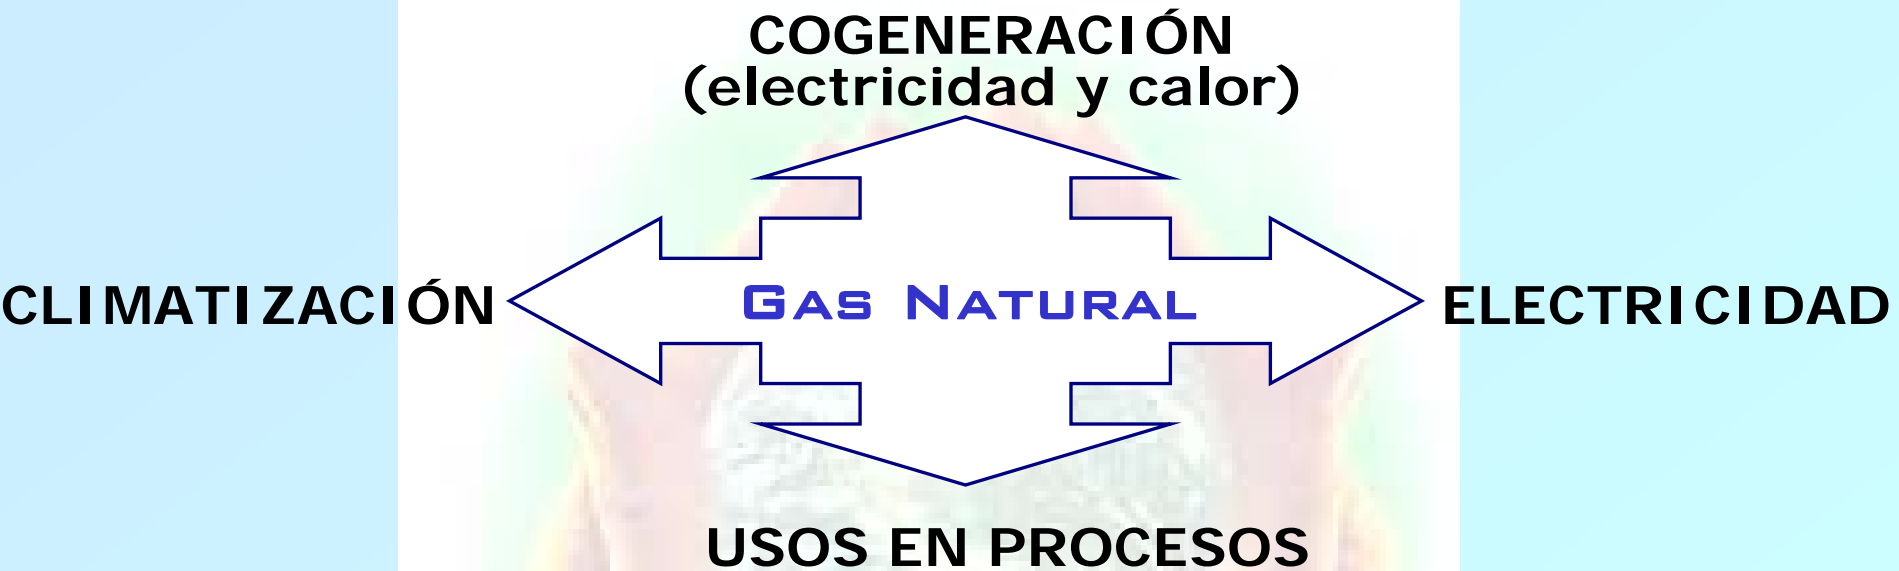 COGENERACIÓN
(electricidad y calor)
CLIMATIZACIÓN
GAS NATURAL
ELECTRICIDAD
USOS EN PROCESOS